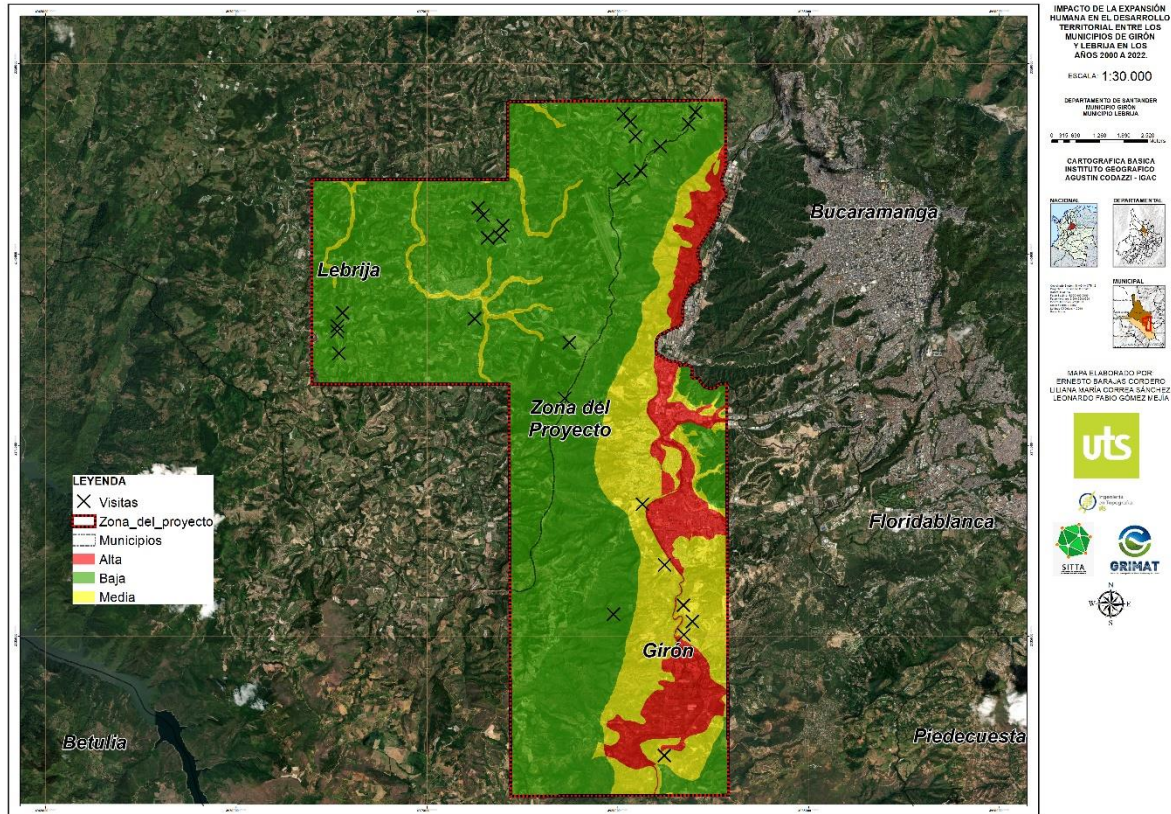 Bucaramanga
Lebrija
Zona del
Proyecto
Floridablanca
Girón
Betulia
Piedecuesta
LEYENDA
Visitas
Zona_del_proyecto
Municipios
Alta
Baja
Media
IMPACTO DE LA EXPANSIÓN
HUMANA EN EL DESARROLLO
TERRITORIAL ENTRE LOS
MUNICIPIOS DE GIRÓN
Y LEBRIJA EN LOS
AÑOS 2000 A 2022.
ESCALA: 1:30.000
DEPARTAMENTO DE SANTANDER
MUNICIPIO GIRÓN
MUNICIPIO LEBRIJA
CARTOGRAFICA BASICA
INSTITUTO GEOGRAFICO
AGUSTIN CODAZZI - IGAC
NACIONAL
DEPARTAMENTAL
MUNICIPAL
MAPA ELABORADO POR
ERNESTO BARAJAS CORDERO
LILIANA MARÍA CORREA SÁNCHEZ
LEONARDO FABIO GÓMEZ MEJÍA
uts
SITTA
GRIMAT
N
W E
S